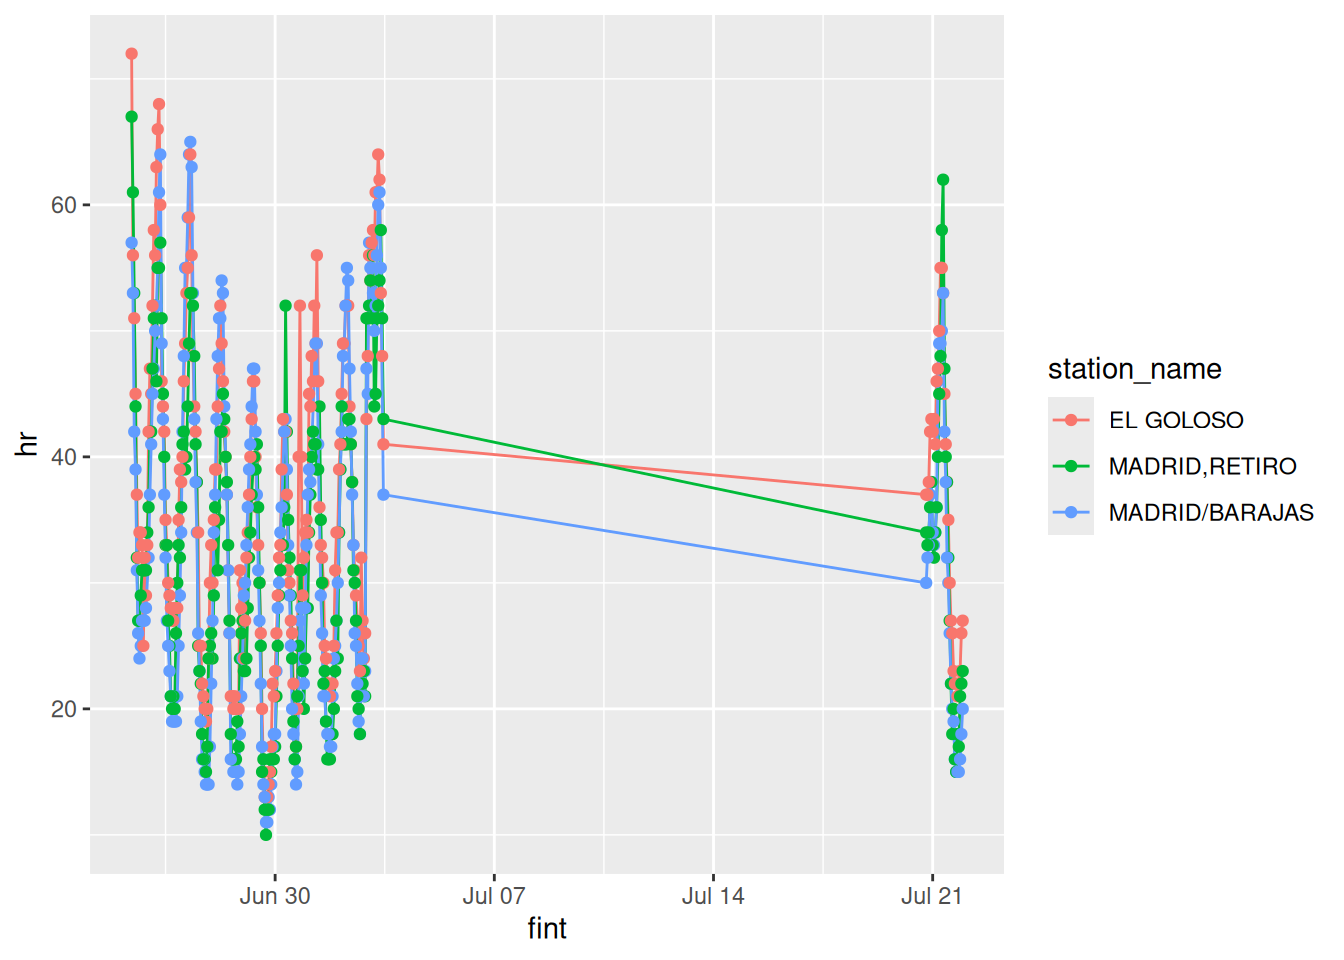 hr
60
40
20
Jun 30
Jul 07
Jul 14
Jul 21
fint
station_name
EL GOLOSO
MADRID,RETIRO
MADRID/BARAJAS